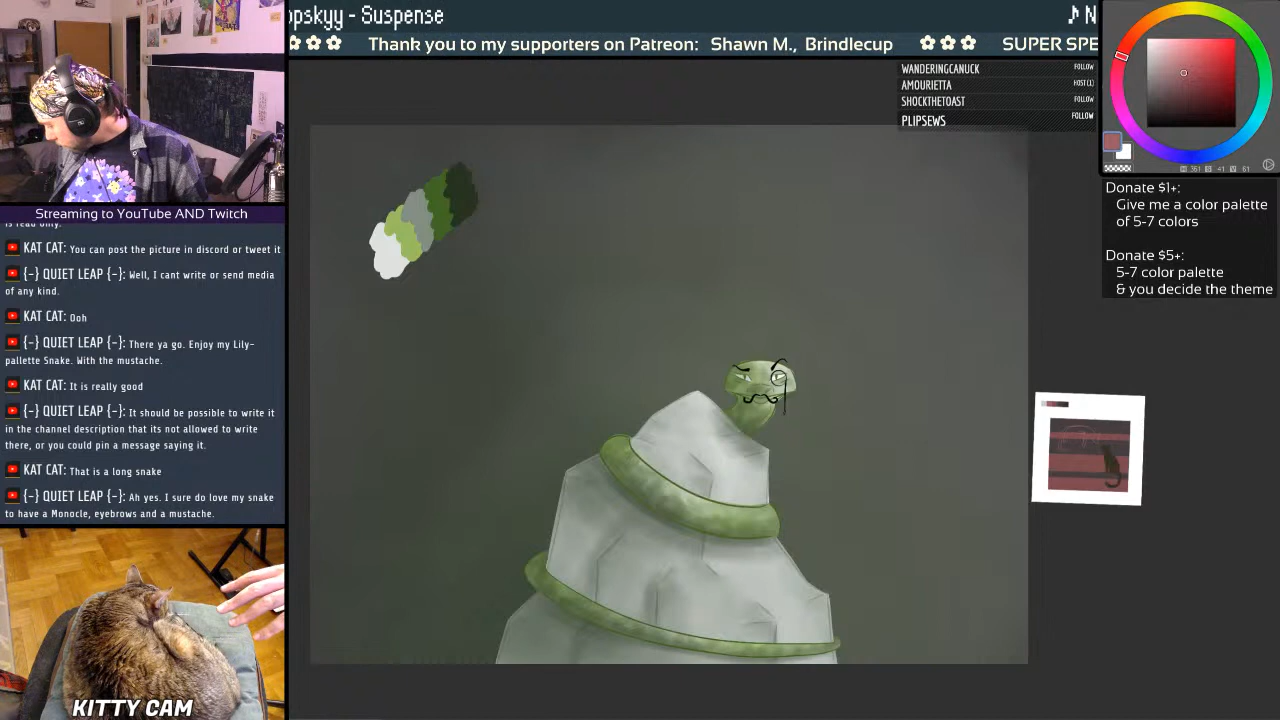 opskyy - Suspense
♪ N
✿ ✿ ✿ Thank you to my supporters on Patreon: Shawn M., Brindlecup ✿ ✿ ✿ SUPER SPE
WANDERINGCANUCK FOLLOW
AMOURIETTA HOST(1)
SHOCKTHETOAST FOLLOW
PLIPSEWS FOLLOW
Donate $1+:
Give me a color palette
of 5-7 colors
Donate $5+:
5-7 color palette
& you decide the theme
Streaming to YouTube AND Twitch
is read only.
KAT CAT: You can post the picture in discord or tweet it
{-} QUIET LEAP {-}: Well, I cant write or send media
of any kind.
KAT CAT: Ooh
{-} QUIET LEAP {-}: There ya go. Enjoy my Lily-
pallette Snake. With the mustache.
KAT CAT: It is really good
{-} QUIET LEAP {-}: It should be possible to write it
in the channel description that its not allowed to write
there, or you could pin a message saying it.
KAT CAT: That is a long snake
{-} QUIET LEAP {-}: Ah yes. I sure do love my snake
to have a Monocle, eyebrows and a mustache.
KITTY CAM